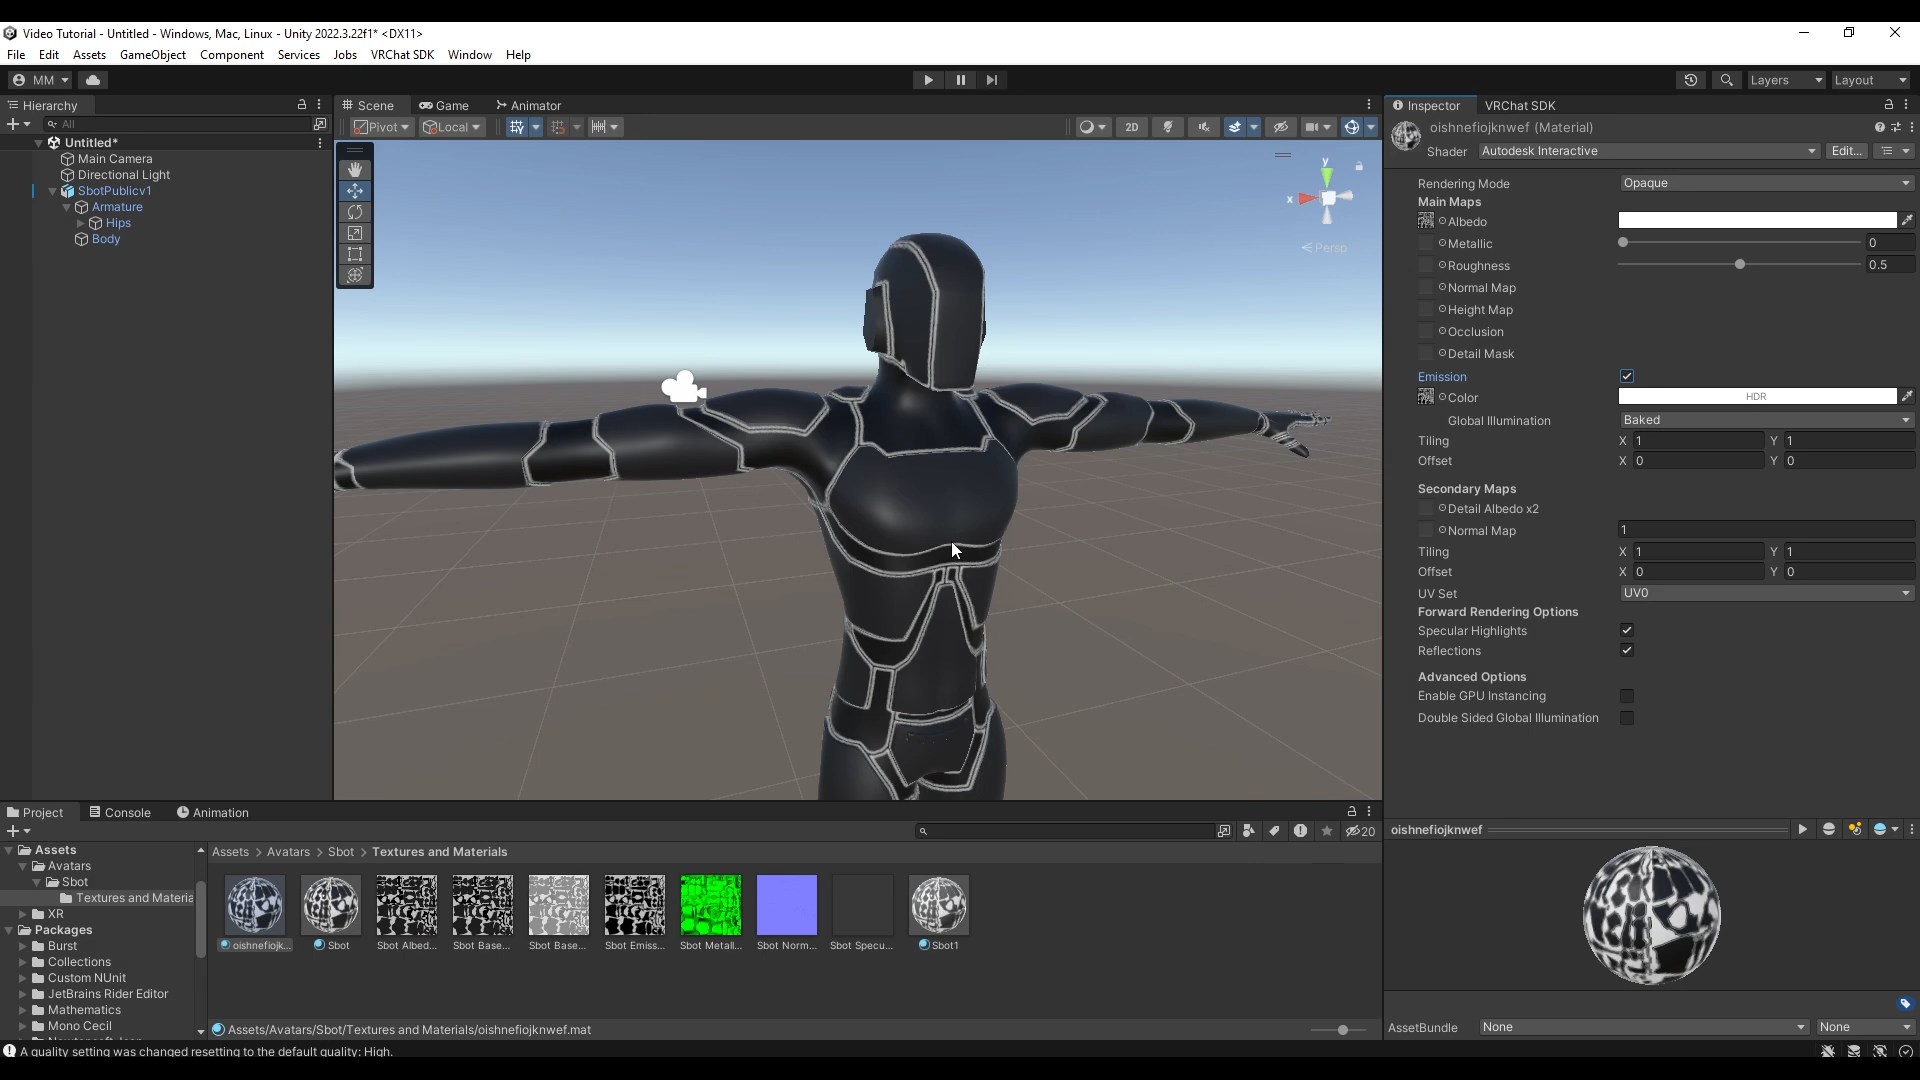 Video Tutorial - Untitled - Windows, Mac, Linux - Unity 2022.3.22f1* <DX11>
File Edit Assets GameObject Component Services Jobs VRChat SDK Window Help
MM Layers Layout
Hierarchy
All
Untitled*
Main Camera
Directional Light
SbotPublicv1
Armature
Hips
Body
Scene Game Animator
Pivot Local 2D
y
x
Persp
Inspector VRChat SDK
oishnefiojknwef (Material)
Shader Autodesk Interactive Edit...
Rendering Mode Opaque
Main Maps
Albedo
Metallic 0
Roughness 0.5
Normal Map
Height Map
Occlusion
Detail Mask
Emission
Color HDR
Global Illumination Baked
Tiling X 1 Y 1
Offset X 0 Y 0
Secondary Maps
Detail Albedo x2
Normal Map 1
Tiling X 1 Y 1
Offset X 0 Y 0
UV Set UV0
Forward Rendering Options
Specular Highlights
Reflections
Advanced Options
Enable GPU Instancing
Double Sided Global Illumination
oishnefiojknwef
AssetBundle None None
Project Console Animation
20
Assets
Avatars
Sbot
Textures and Materia
XR
Packages
Burst
Collections
Custom NUnit
JetBrains Rider Editor
Mathematics
Mono Cecil
Assets > Avatars > Sbot > Textures and Materials
oishnefiojk... Sbot Sbot Albed... Sbot Base... Sbot Base... Sbot Emiss... Sbot Metall... Sbot Norm... Sbot Specu... Sbot1
Assets/Avatars/Sbot/Textures and Materials/oishnefiojknwef.mat
A quality setting was changed resetting to the default quality: High.